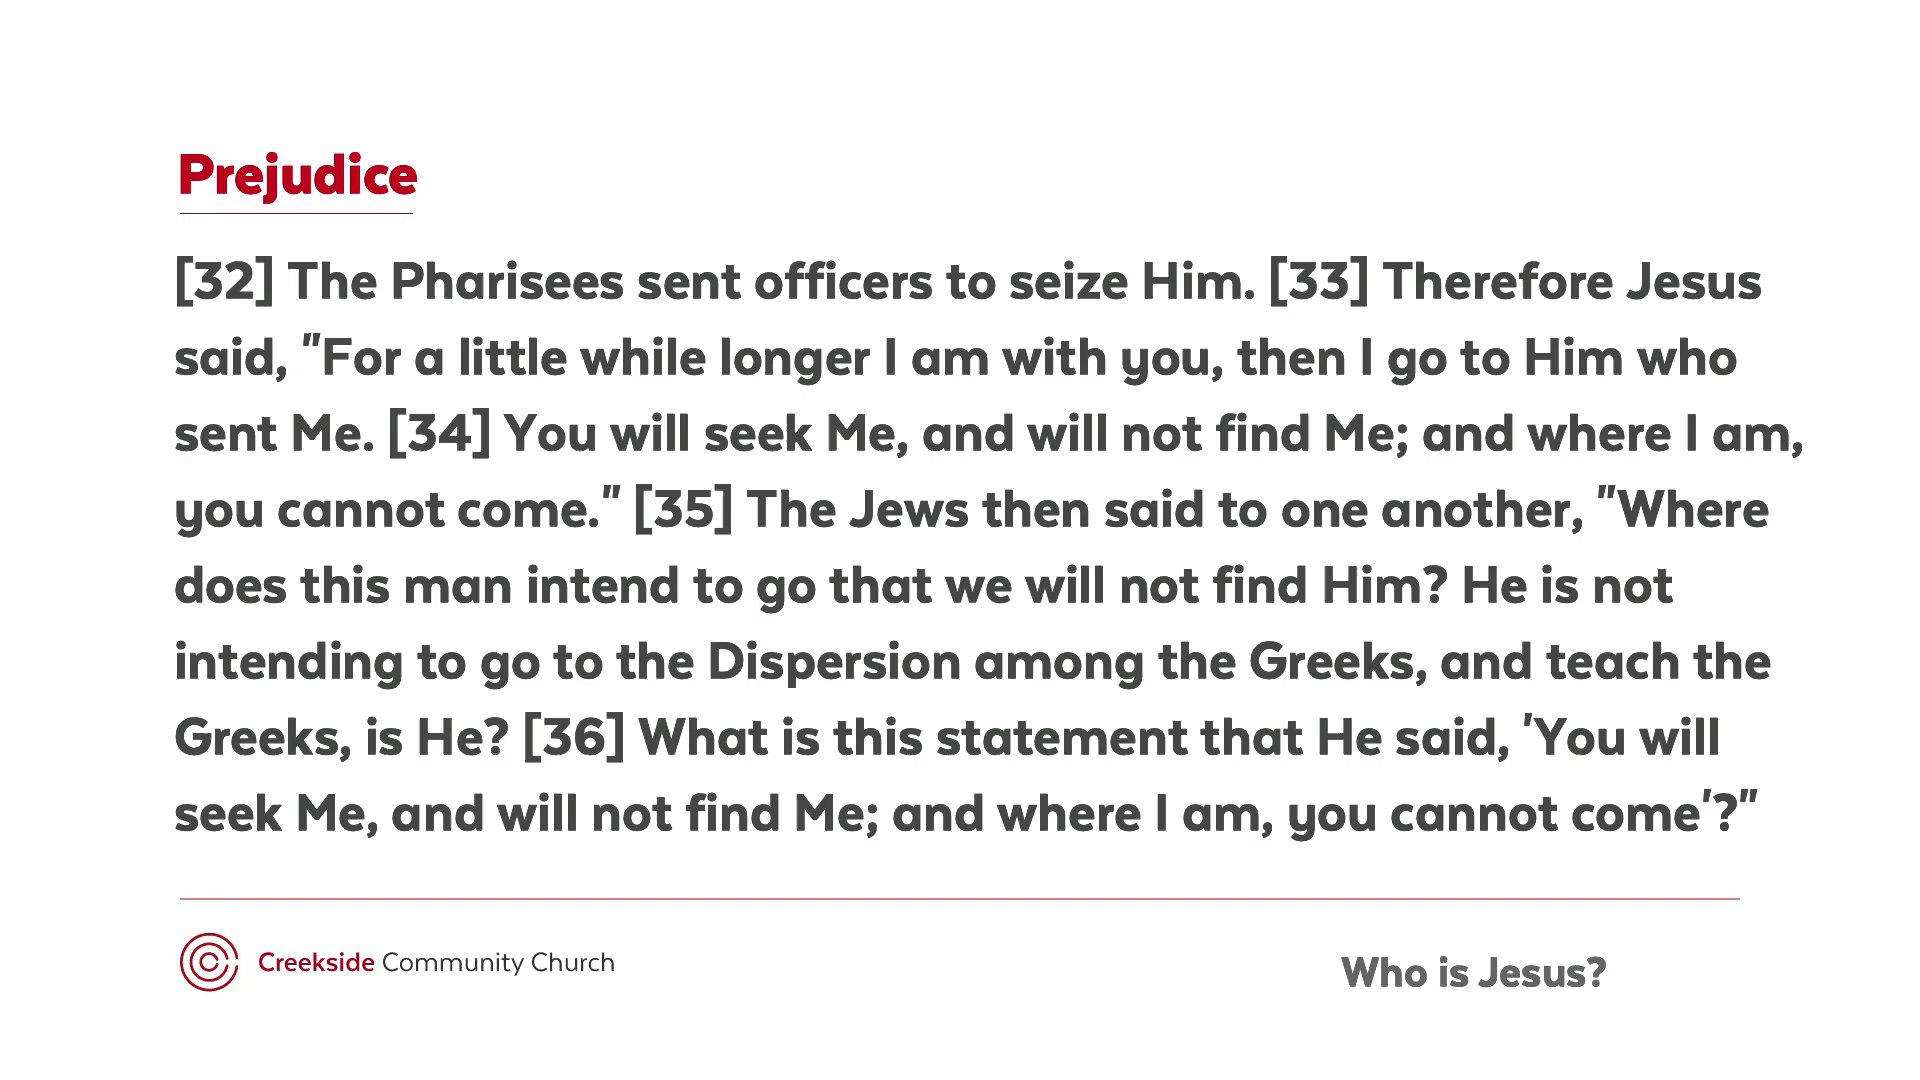 Prejudice
[32] The Pharisees sent officers to seize Him. [33] Therefore Jesus
said, "For a little while longer I am with you, then I go to Him who
sent Me. [34] You will seek Me, and will not find Me; and where I am,
you cannot come." [35] The Jews then said to one another, "Where
does this man intend to go that we will not find Him? He is not
intending to go to the Dispersion among the Greeks, and teach the
Greeks, is He? [36] What is this statement that He said, 'You will
seek Me, and will not find Me; and where I am, you cannot come'?"
Creekside Community Church
Who is Jesus?